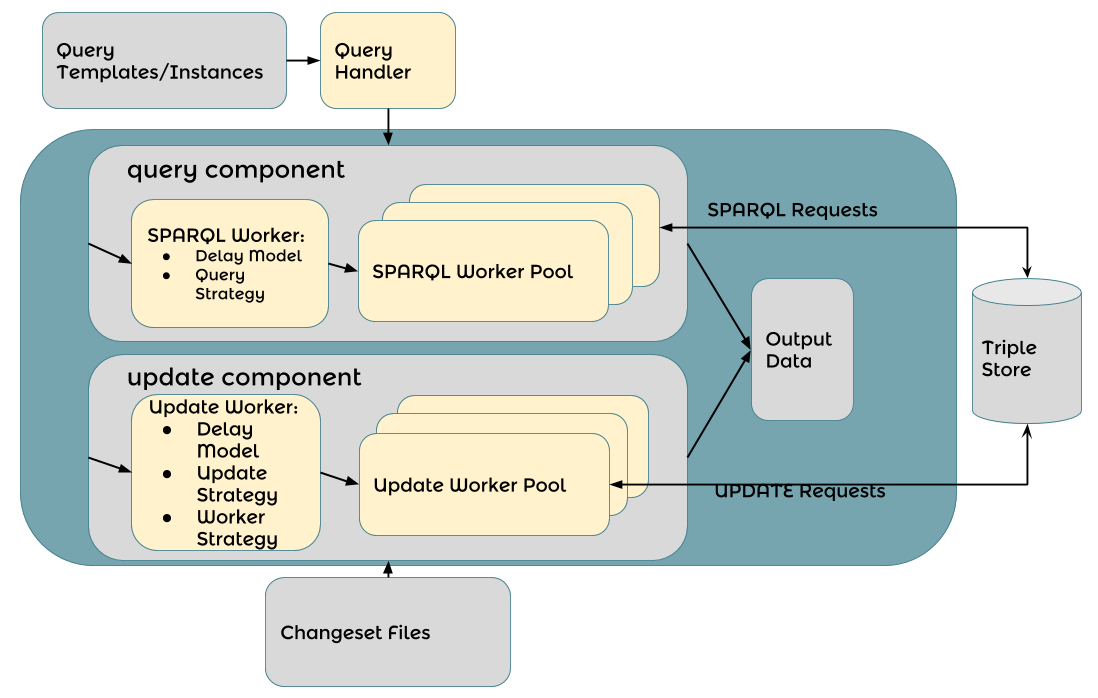 Query
Templates/Instances
Query
Handler
query component
SPARQL Worker:
● Delay Model
● Query
Strategy
SPARQL Worker Pool
SPARQL Requests
Output
Data
Triple
Store
update component
Update Worker:
● Delay
Model
● Update
Strategy
● Worker
Strategy
Update Worker Pool
UPDATE Requests
Changeset Files